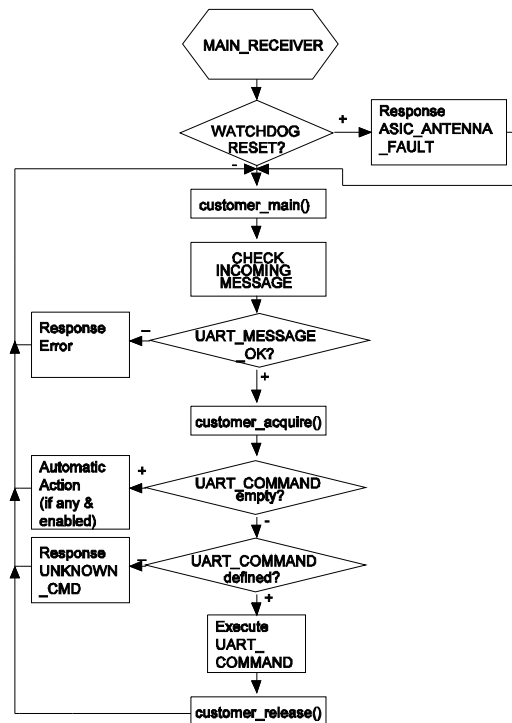 MAIN_RECEIVER
WATCHDOG
RESET?
+
Response
ASIC_ANTENNA
_FAULT
-
customer_main()
CHECK
INCOMING
MESSAGE
UART_MESSAGE
_OK?
–
Response
Error
+
customer_acquire()
UART_COMMAND
empty?
+
Automatic
Action
(if any &
enabled)
-
UART_COMMAND
defined?
–
Response
UNKNOWN
_CMD
+
Execute
UART_
COMMAND
customer_release()